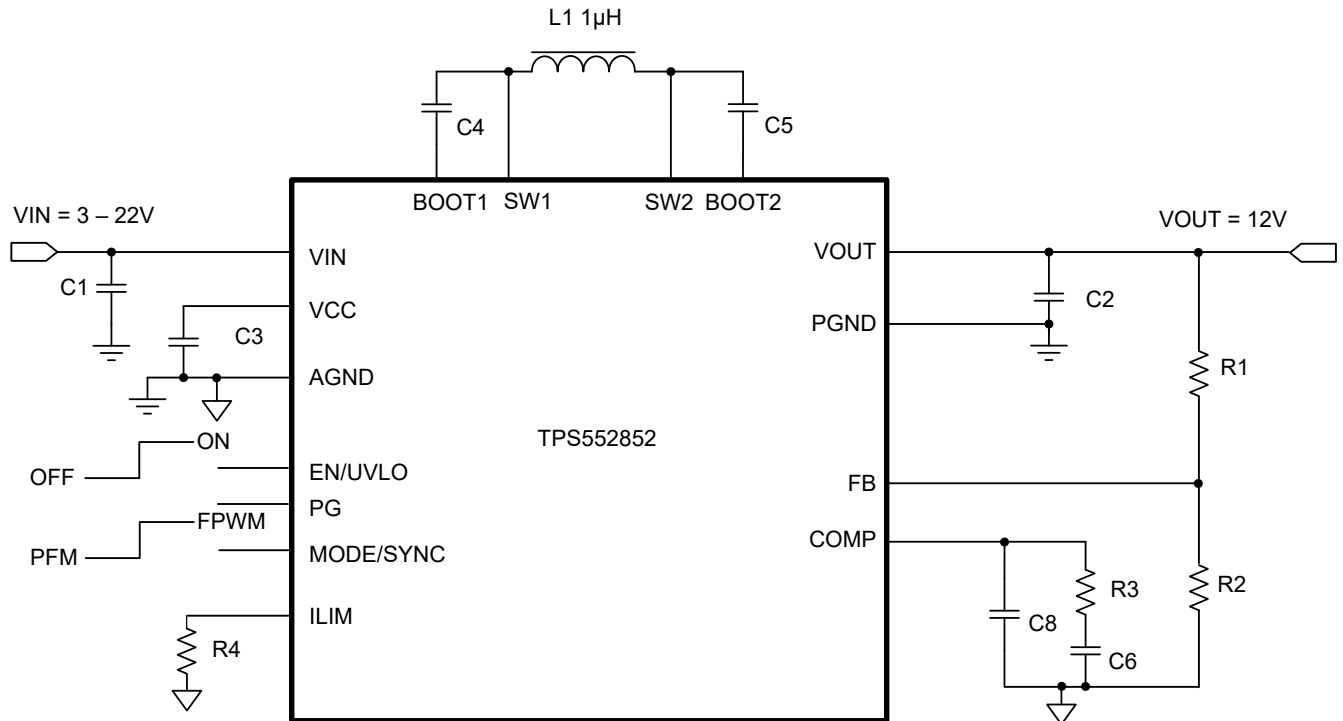 L1 1µH
C4
C5
BOOT1 SW1 SW2 BOOT2
VIN = 3 – 22V
VOUT = 12V
VIN
VOUT
C1
C2
VCC
C3
PGND
AGND
R1
TPS552852
ON
OFF
EN/UVLO
FB
PG
FPWM
PFM
MODE/SYNC
COMP
R3
R2
ILIM
C8
R4
C6